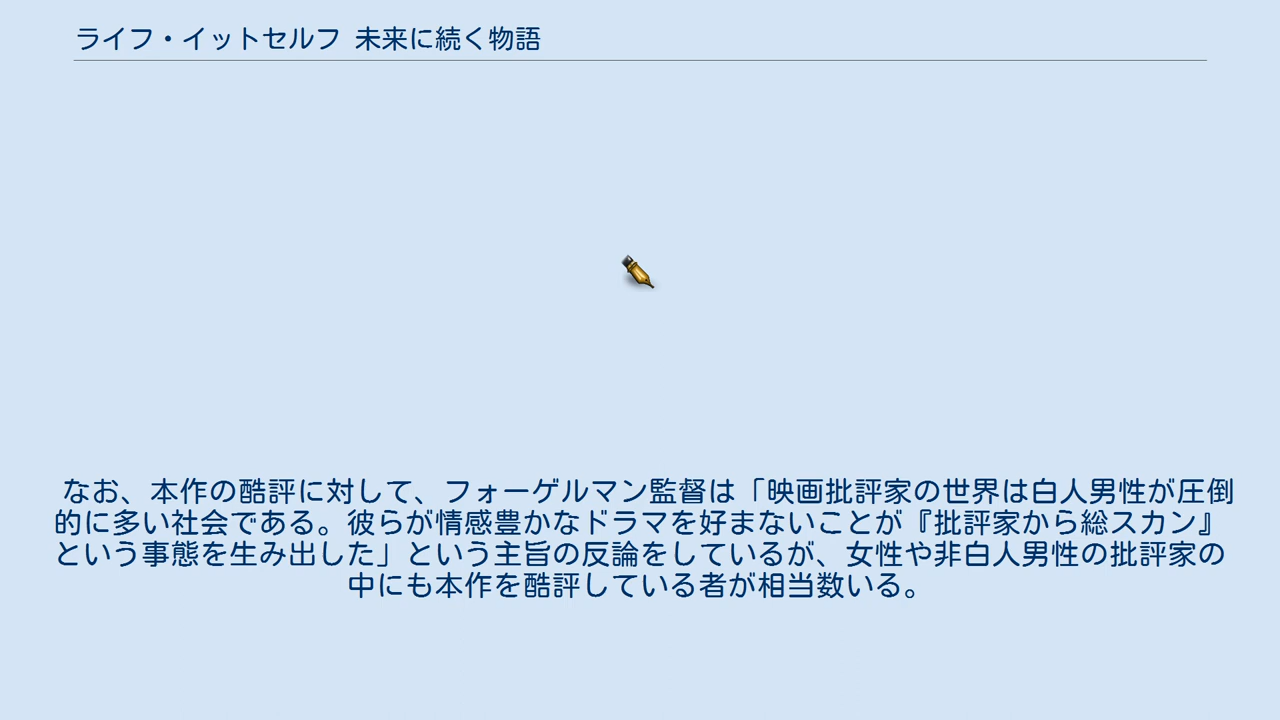 ライフ・イットセルフ 未来に続く物語
なお、本作の酷評に対して、フォーゲルマン監督は「映画批評家の世界は白人男性が圧倒
的に多い社会である。彼らが情感豊かなドラマを好まないことが『批評家から総スカン』
という事態を生み出した」という主旨の反論をしているが、女性や非白人男性の批評家の
中にも本作を酷評している者が相当数いる。